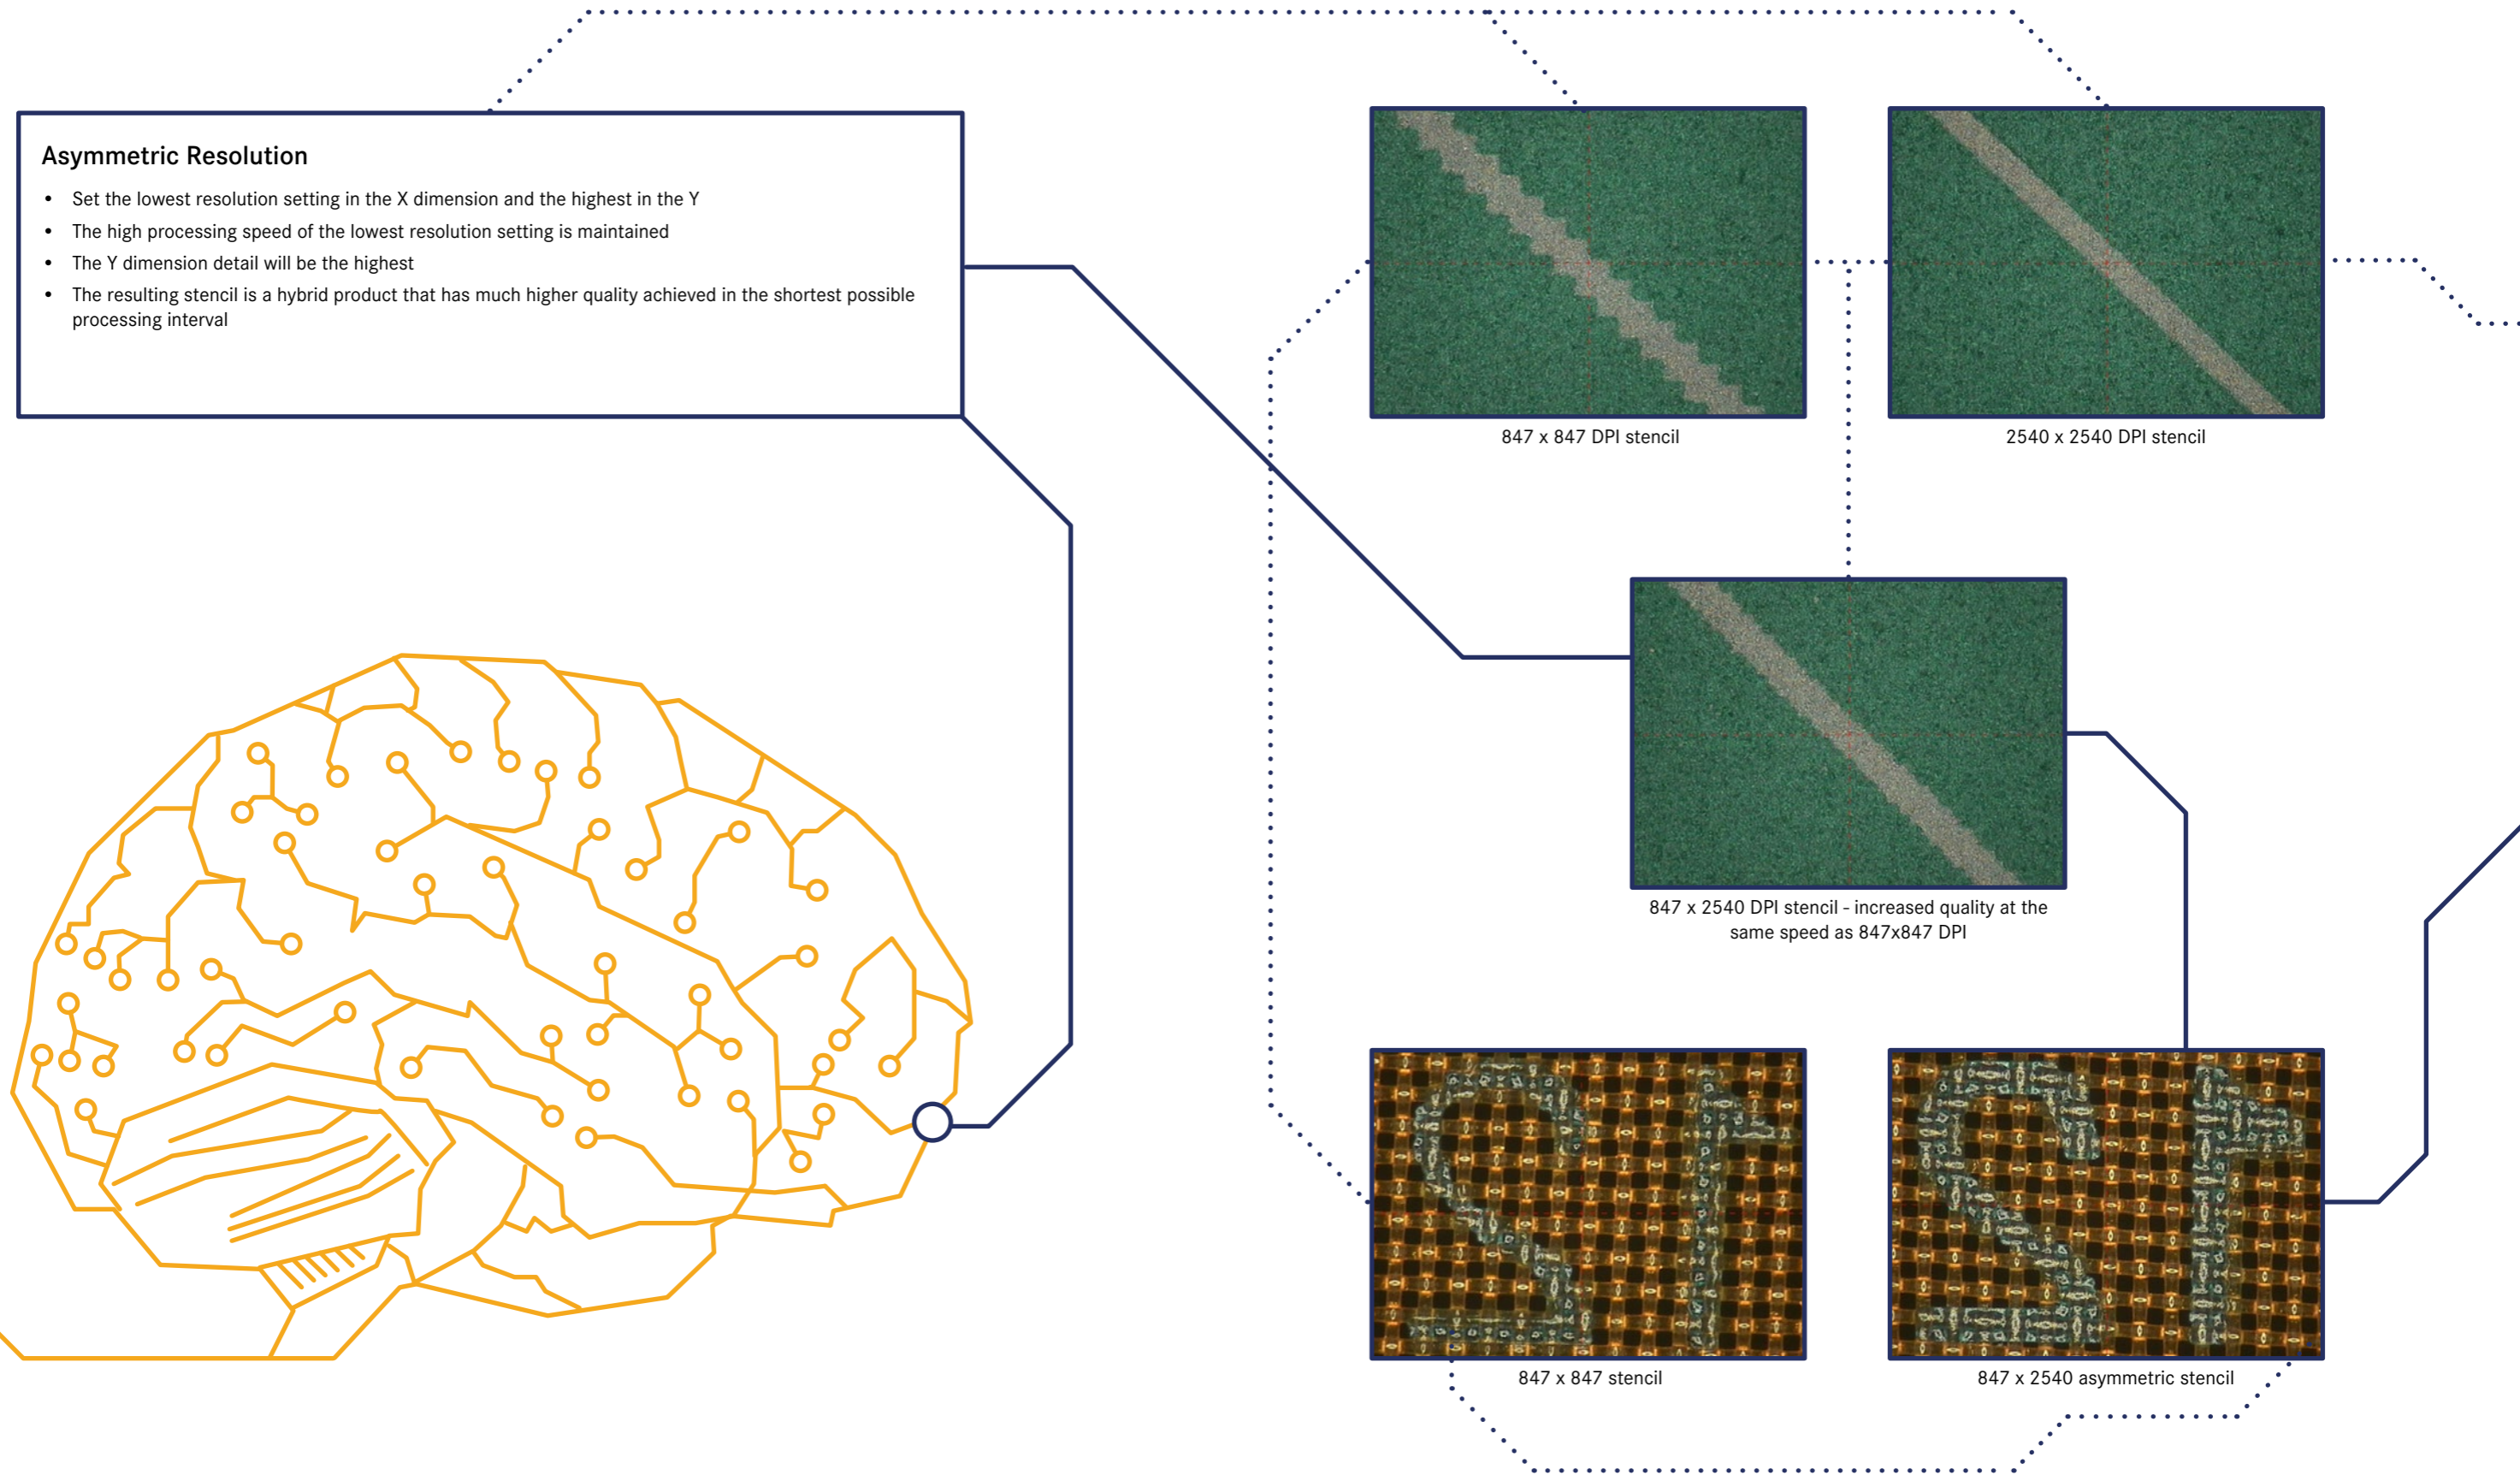 Asymmetric Resolution
• Set the lowest resolution setting in the X dimension and the highest in the Y
• The high processing speed of the lowest resolution setting is maintained
• The Y dimension detail will be the highest
• The resulting stencil is a hybrid product that has much higher quality achieved in the shortest possible
processing interval
847 x 847 DPI stencil
2540 x 2540 DPI stencil
847 x 2540 DPI stencil - increased quality at the
same speed as 847x847 DPI
847 x 847 stencil
847 x 2540 asymmetric stencil